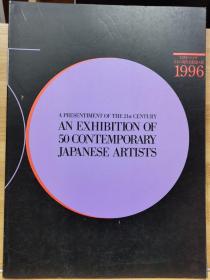 1996
A PRESENTIMENT OF THE 21st CENTURY
AN EXHIBITION OF
50 CONTEMPORARY
JAPANESE ARTISTS